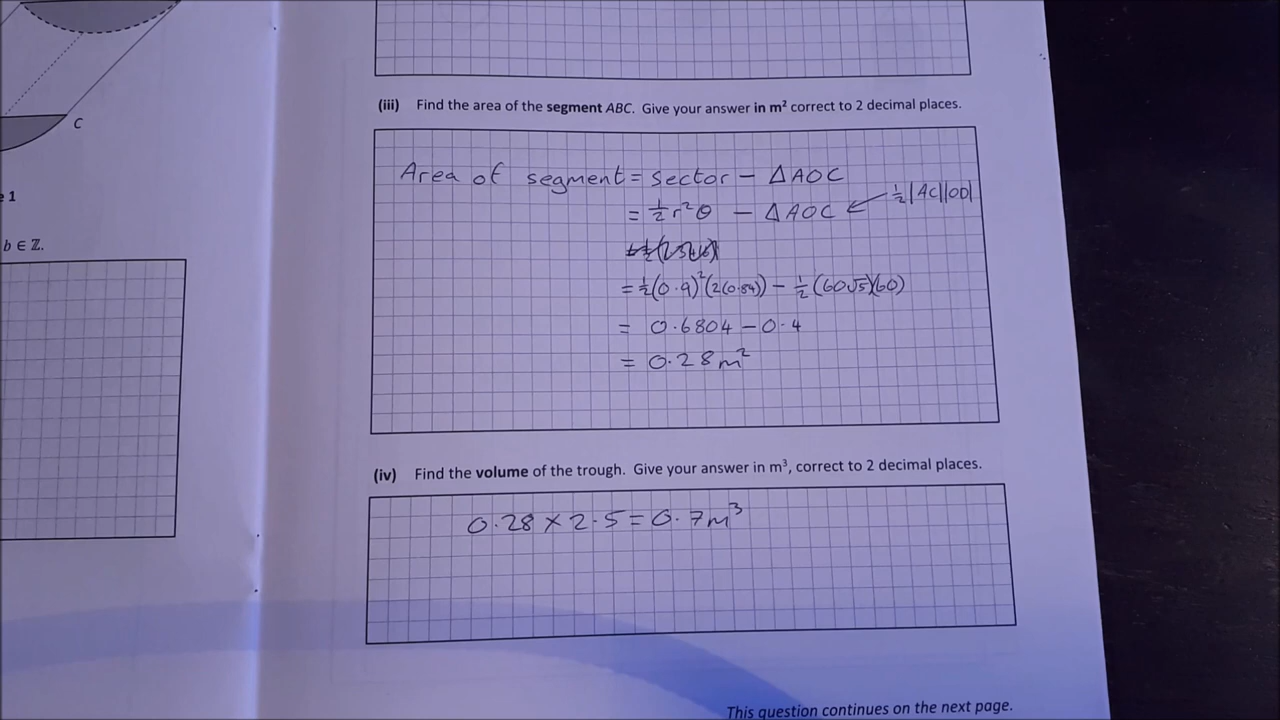 C
e 1
b ∈ ℤ.
(iii) Find the area of the segment ABC. Give your answer in m² correct to 2 decimal places.
Area of segment = sector − ΔAOC
= ½r²θ − ΔAOC ← ½|AC||OD|
= ½(0.9)²(2(0.84)) − ½(60√5)(60)
= 0.6804 − 0.4
= 0.28m²
(iv) Find the volume of the trough. Give your answer in m³, correct to 2 decimal places.
0.28 × 2.5 = 0.7m³
This question continues on the next page.